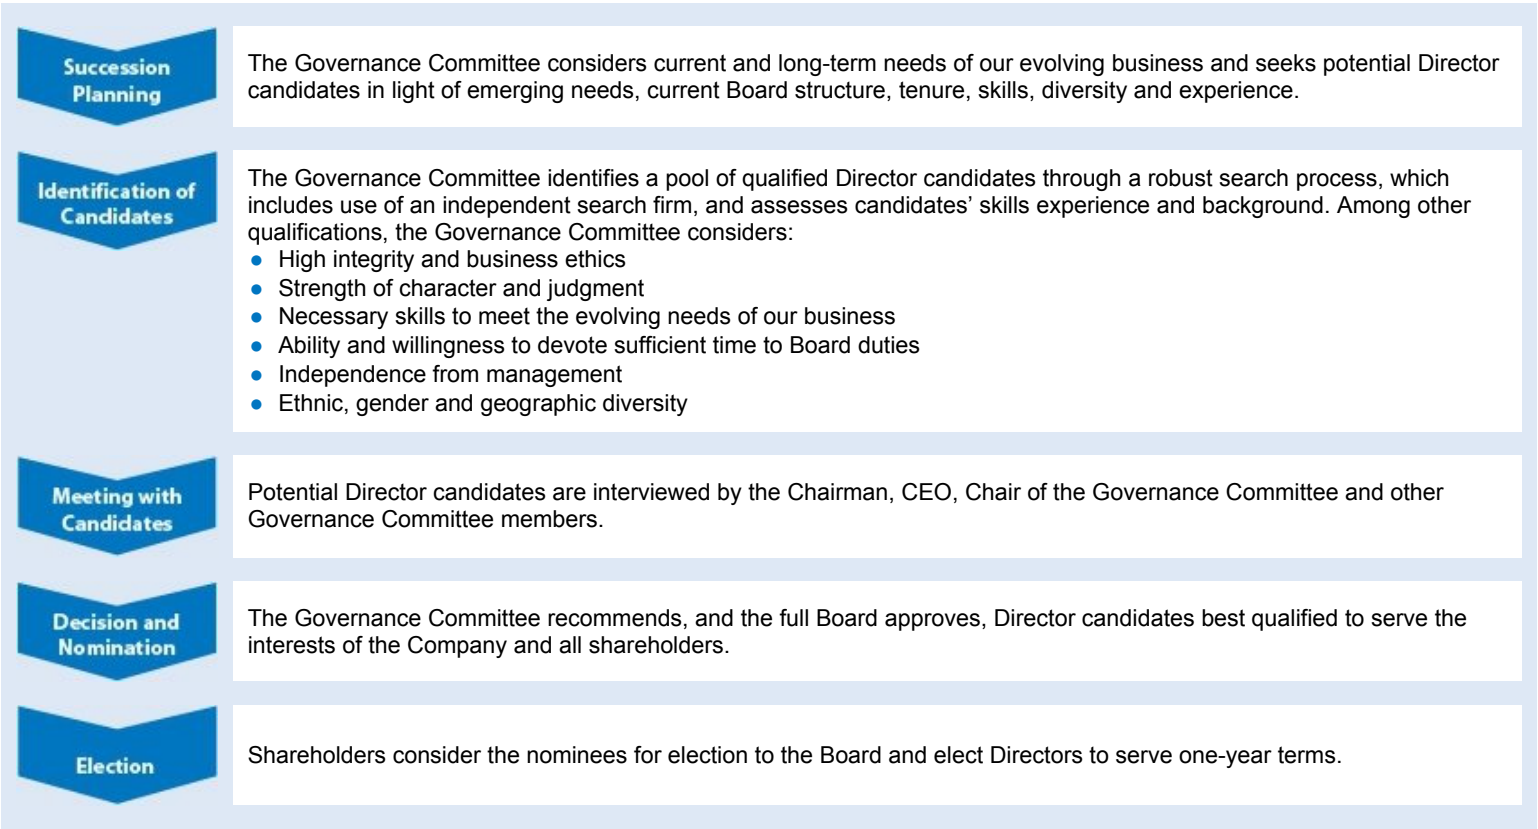 Succession
Planning
The Governance Committee considers current and long-term needs of our evolving business and seeks potential Director
candidates in light of emerging needs, current Board structure, tenure, skills, diversity and experience.
Identification of
Candidates
The Governance Committee identifies a pool of qualified Director candidates through a robust search process, which
includes use of an independent search firm, and assesses candidates’ skills experience and background. Among other
qualifications, the Governance Committee considers:
● High integrity and business ethics
● Strength of character and judgment
● Necessary skills to meet the evolving needs of our business
● Ability and willingness to devote sufficient time to Board duties
● Independence from management
● Ethnic, gender and geographic diversity
Meeting with
Candidates
Potential Director candidates are interviewed by the Chairman, CEO, Chair of the Governance Committee and other
Governance Committee members.
Decision and
Nomination
The Governance Committee recommends, and the full Board approves, Director candidates best qualified to serve the
interests of the Company and all shareholders.
Election
Shareholders consider the nominees for election to the Board and elect Directors to serve one-year terms.